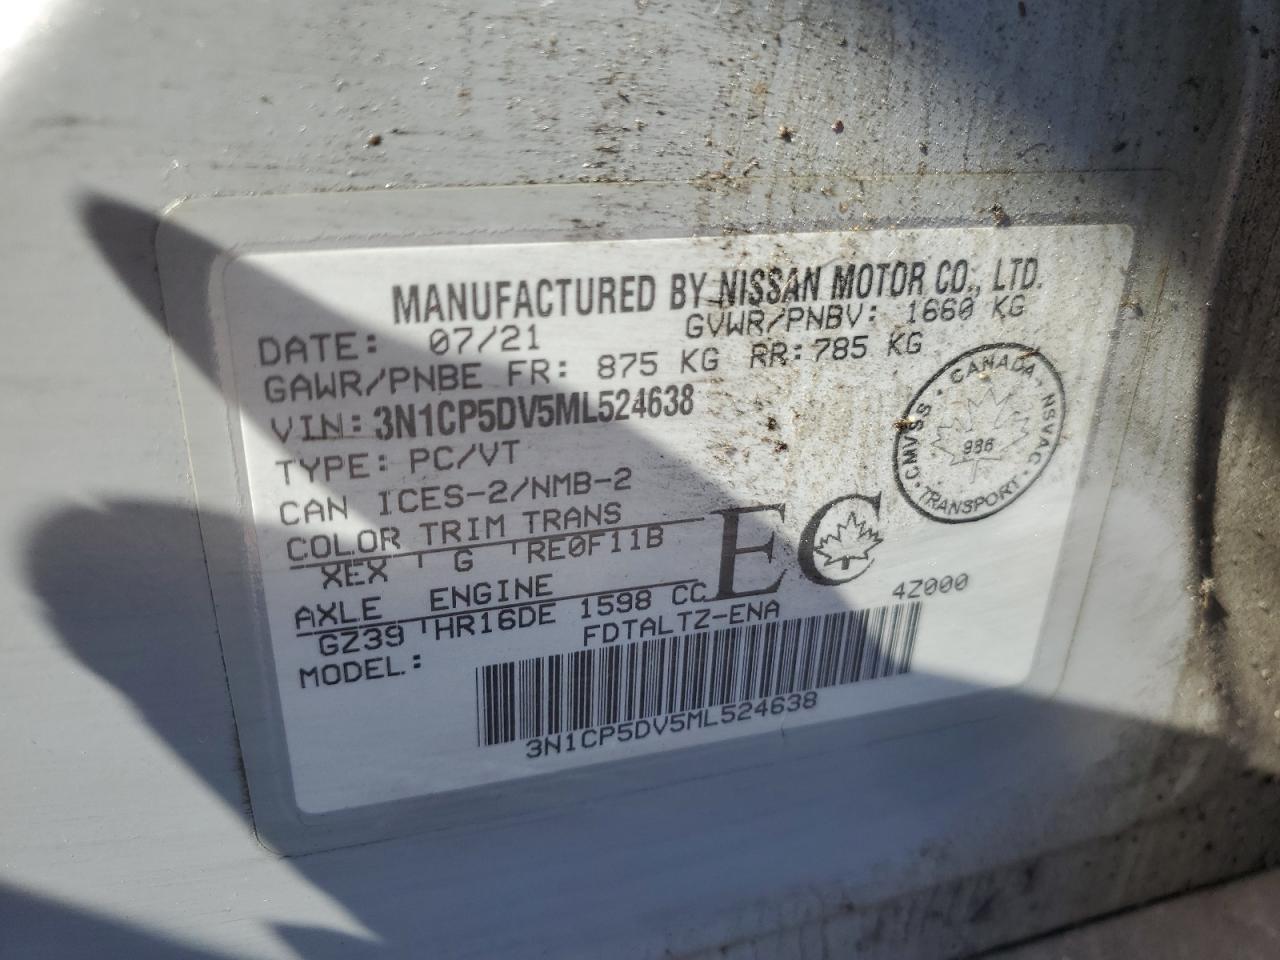 MANUFACTURED BY NISSAN MOTOR CO., LTD.
DATE: 07/21 GVWR/PNBV: 1660 KG
GAWR/PNBE FR: 875 KG RR: 785 KG
VIN: 3N1CP5DV5ML524638
TYPE: PC/VT
CAN ICES-2/NMB-2
COLOR TRIM TRANS
XEX G RE0F11B
AXLE ENGINE
GZ39 HR16DE 1598 CC
MODEL: FDTALTZ-ENA
4Z000
3N1CP5DV5ML524638
EC
CANADA
CMVSS · NSVAC
986
TRANSPORT